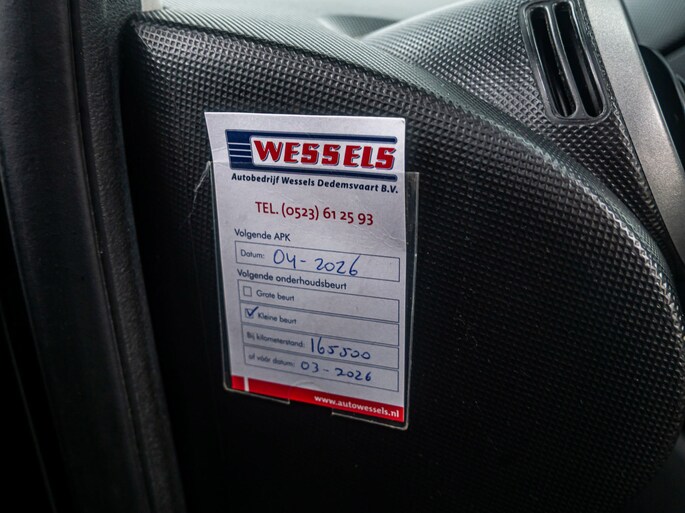 WESSELS
Autobedrijf Wessels Dedemsvaart B.V.
TEL. (0523) 61 25 93
Volgende APK
Datum: 04-2026
Volgende onderhoudsbeurt
Grote beurt
Kleine beurt
Bij kilometerstand: 165500
of vóór datum: 03-2026
www.autowessels.nl